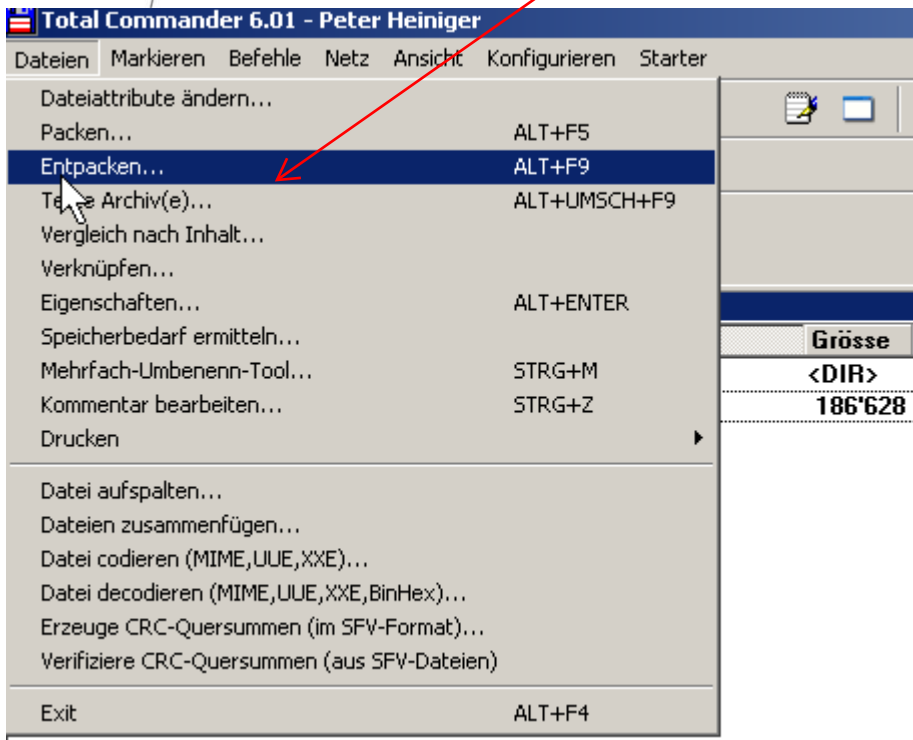 Total Commander 6.01 - Peter Heiniger
Dateien Markieren Befehle Netz Ansicht Konfigurieren Starter
Dateiattribute ändern...
Packen... ALT+F5
Entpacken... ALT+F9
Teste Archiv(e)... ALT+UMSCH+F9
Vergleich nach Inhalt...
Verknüpfen...
Eigenschaften... ALT+ENTER
Speicherbedarf ermitteln...
Grösse
Mehrfach-Umbenenn-Tool... STRG+M
<DIR>
Kommentar bearbeiten... STRG+Z
186'628
Drucken
Datei aufspalten...
Dateien zusammenfügen...
Datei codieren (MIME,UUE,XXE)...
Datei decodieren (MIME,UUE,XXE,BinHex)...
Erzeuge CRC-Quersummen (im SFV-Format)...
Verifiziere CRC-Quersummen (aus SFV-Dateien)
Exit ALT+F4